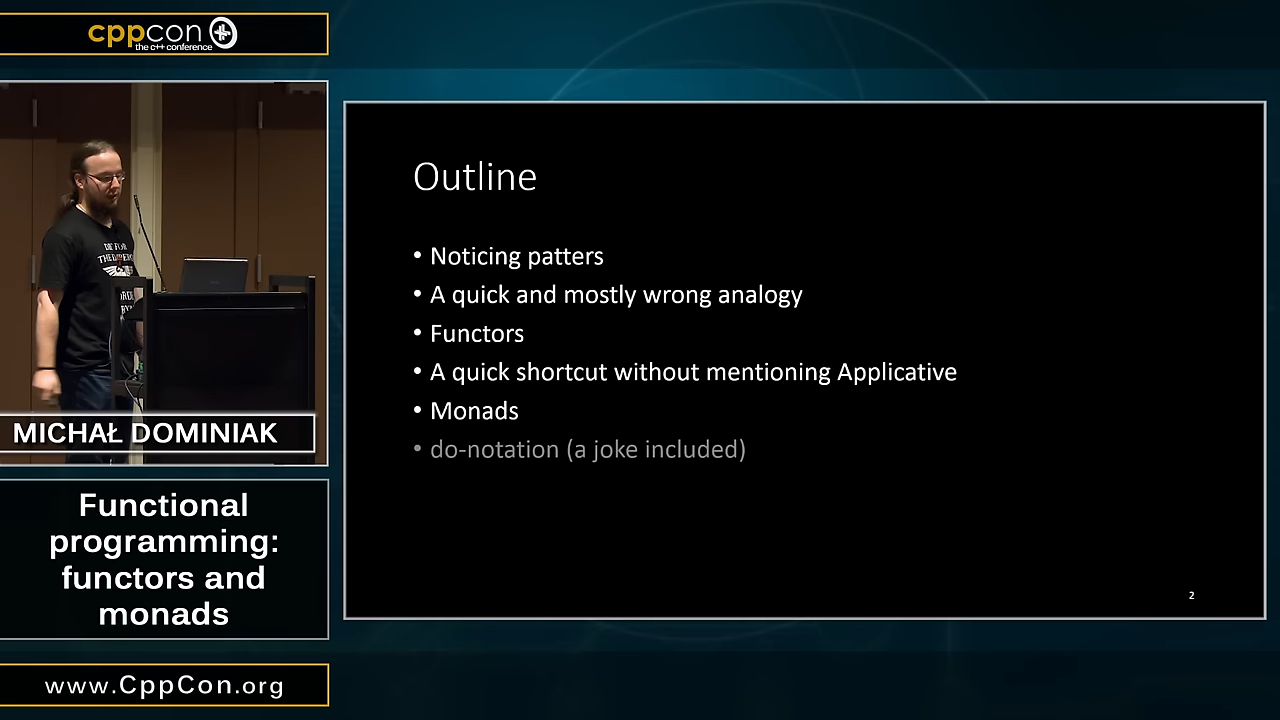 cppcon
the c++ conference
MICHAŁ DOMINIAK
Functional
programming:
functors and
monads
www.CppCon.org
Outline
• Noticing patters
• A quick and mostly wrong analogy
• Functors
• A quick shortcut without mentioning Applicative
• Monads
• do-notation (a joke included)
2